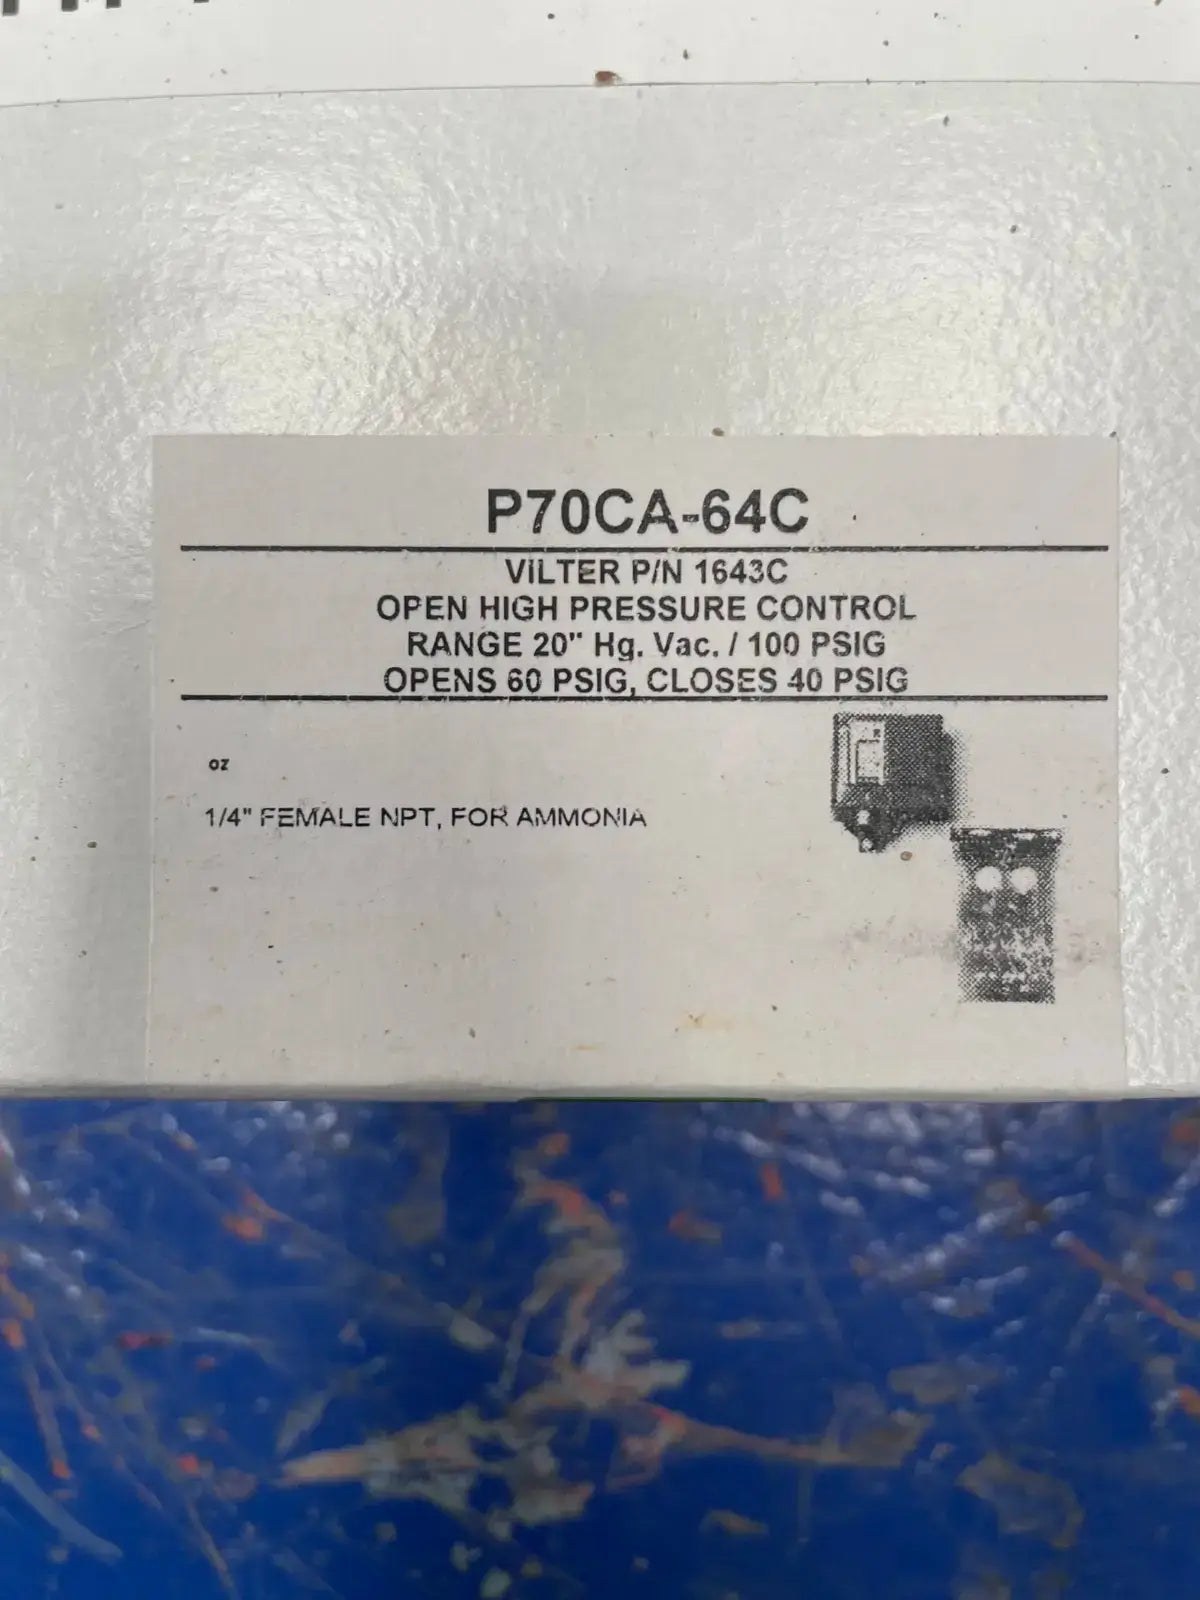 P70CA-64C
VILTER P/N 1643C
OPEN HIGH PRESSURE CONTROL
RANGE 20" Hg. Vac. / 100 PSIG
OPENS 60 PSIG, CLOSES 40 PSIG
oz
1/4" FEMALE NPT, FOR AMMONIA